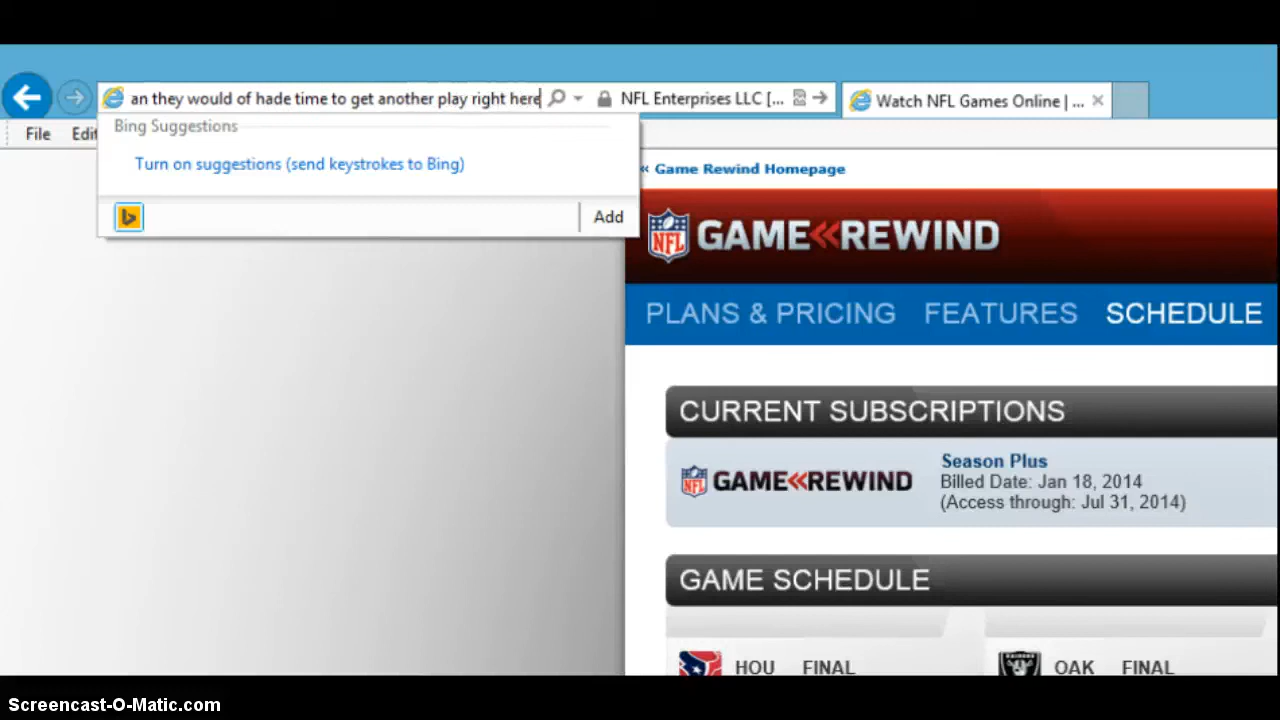 an they would of hade time to get another play right here
NFL Enterprises LLC [...
Watch NFL Games Online | ...
File
Edit
Bing Suggestions
Turn on suggestions (send keystrokes to Bing)
Add
« Game Rewind Homepage
NFL GAME REWIND
PLANS & PRICING FEATURES SCHEDULE
CURRENT SUBSCRIPTIONS
NFL GAME REWIND
Season Plus
Billed Date: Jan 18, 2014
(Access through: Jul 31, 2014)
GAME SCHEDULE
HOU FINAL
RAIDERS OAK FINAL
Screencast-O-Matic.com